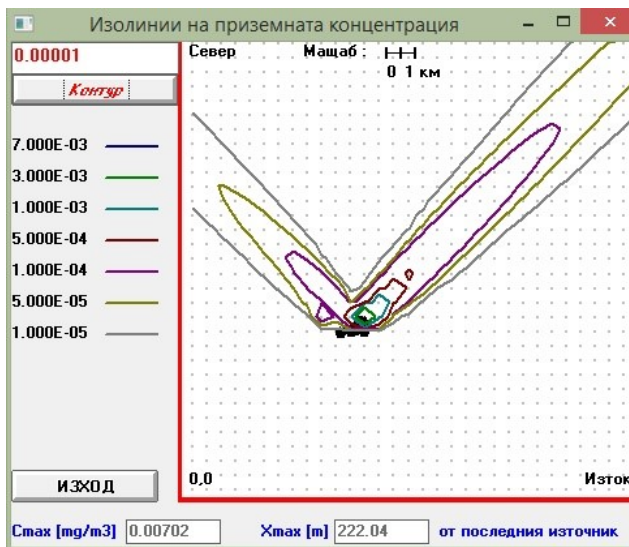 Изолинии на приземната концентрация
0.00001
Контур
7.000E-03
3.000E-03
1.000E-03
5.000E-04
1.000E-04
5.000E-05
1.000E-05
ИЗХОД
Север
Мащаб :
0 1 км
0,0
Изток
Cmax [mg/m3] 0.00702 Xmax [m] 222.04 от последния източник